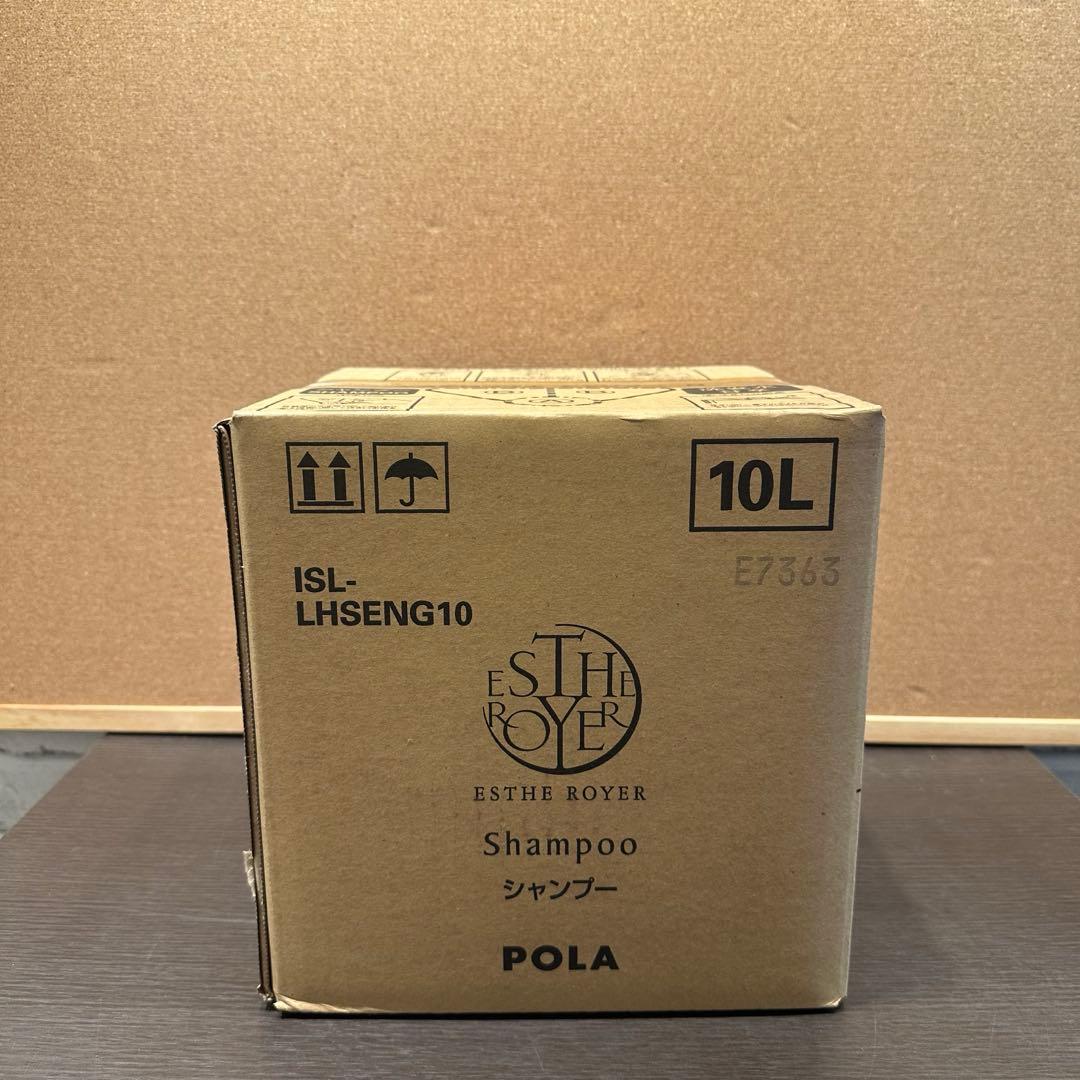 10L
E7363
ISL-
LHSENG10
ESTHE
ROYER
ESTHE ROYER
Shampoo
シャンプー
POLA